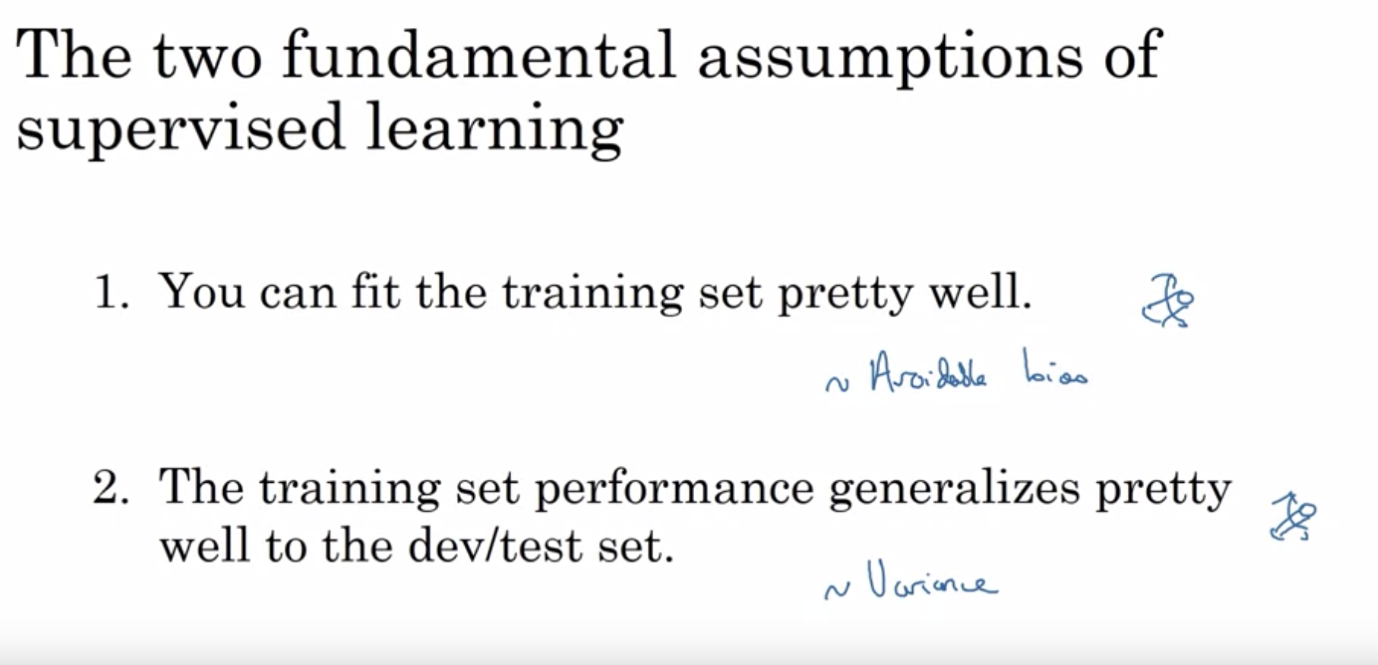 The two fundamental assumptions of
supervised learning
1. You can fit the training set pretty well.
~ Avoidable bias
2. The training set performance generalizes pretty
well to the dev/test set.
~ Variance